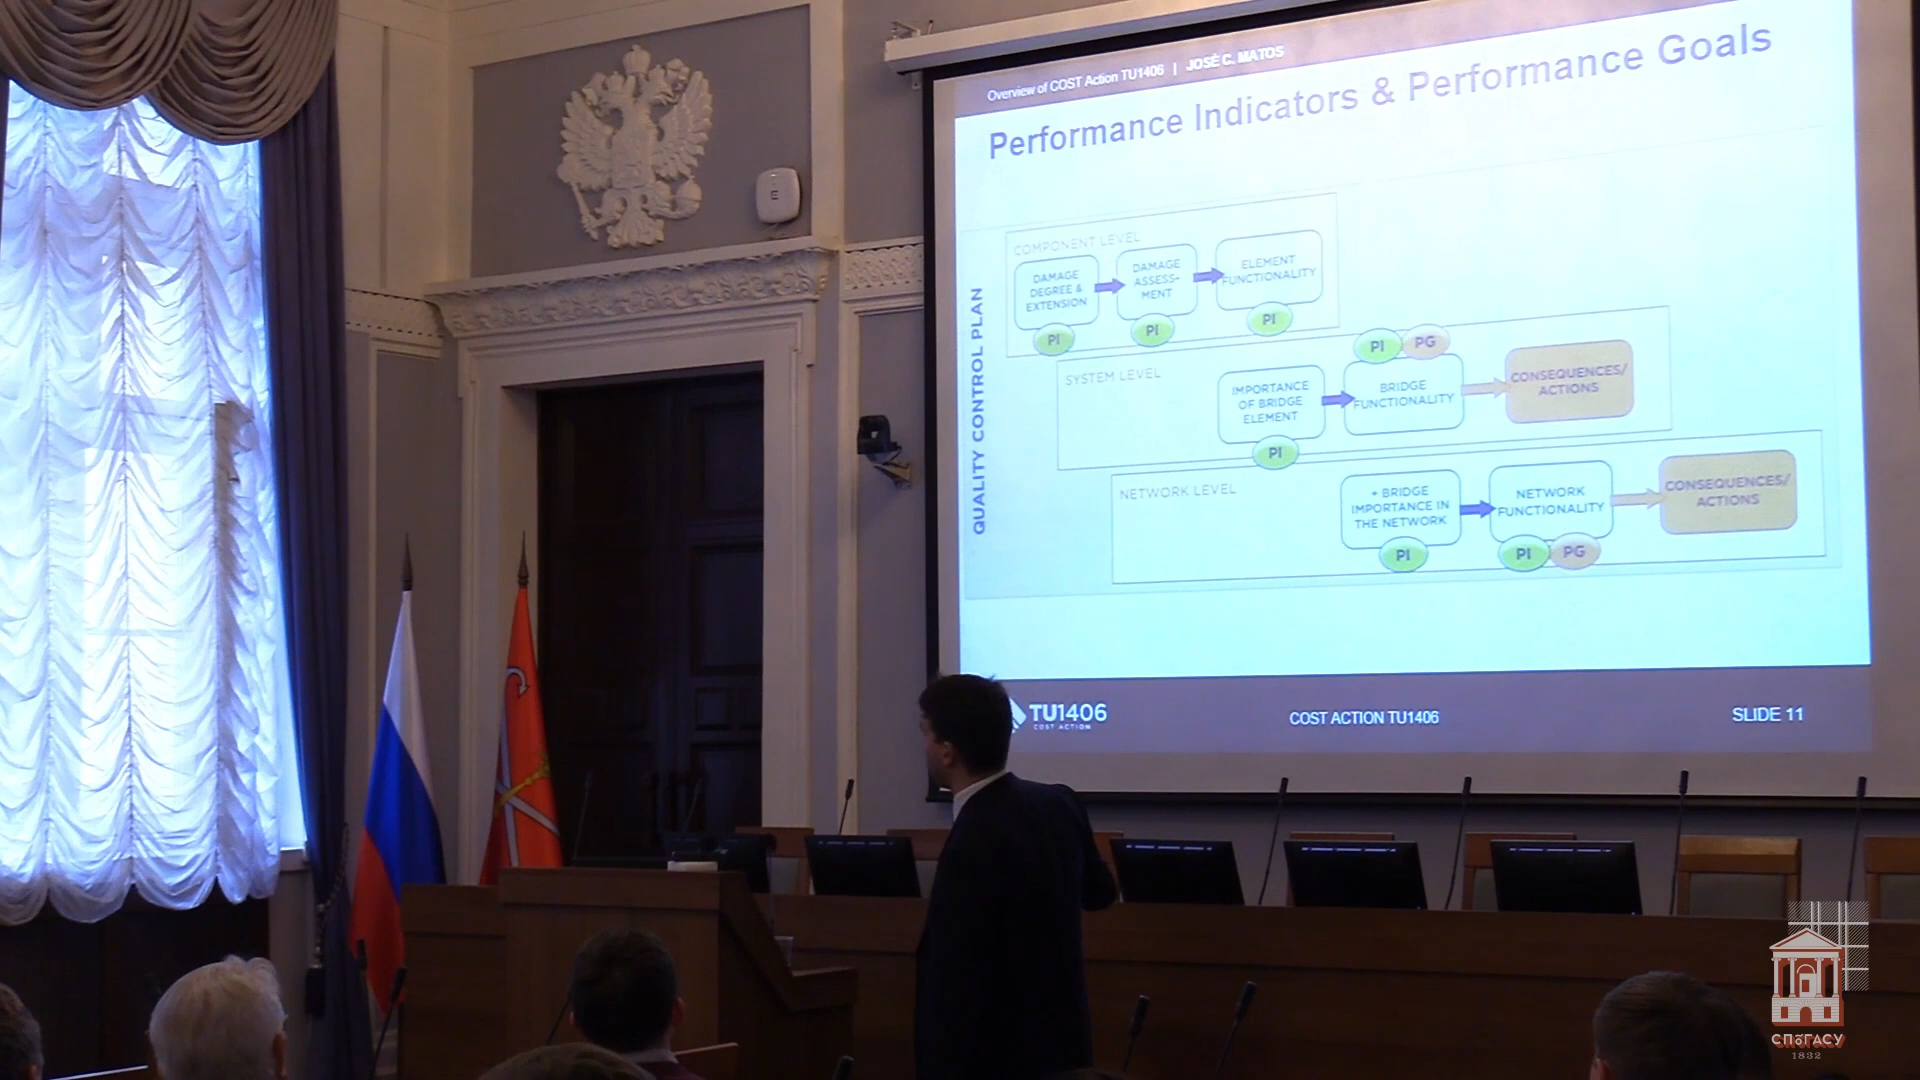 Overview of COST Action TU1406 | JOSÉ C. MATOS
Performance Indicators & Performance Goals
QUALITY CONTROL PLAN
COMPONENT LEVEL
DAMAGE
DEGREE &
EXTENSION
PI
DAMAGE
ASSESS-
MENT
PI
ELEMENT
FUNCTIONALITY
PI
SYSTEM LEVEL
IMPORTANCE
OF BRIDGE
ELEMENT
PI
PI
PG
BRIDGE
FUNCTIONALITY
CONSEQUENCES/
ACTIONS
NETWORK LEVEL
+ BRIDGE
IMPORTANCE IN
THE NETWORK
PI
NETWORK
FUNCTIONALITY
PI
PG
CONSEQUENCES/
ACTIONS
TU1406
COST ACTION
COST ACTION TU1406
SLIDE 11
СПбГАСУ
1832